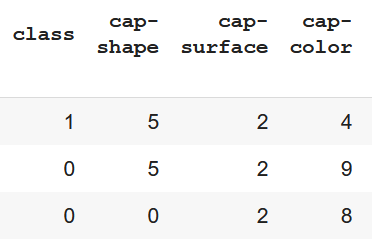 class cap-shape cap-surface cap-color
1 5 2 4
0 5 2 9
0 0 2 8